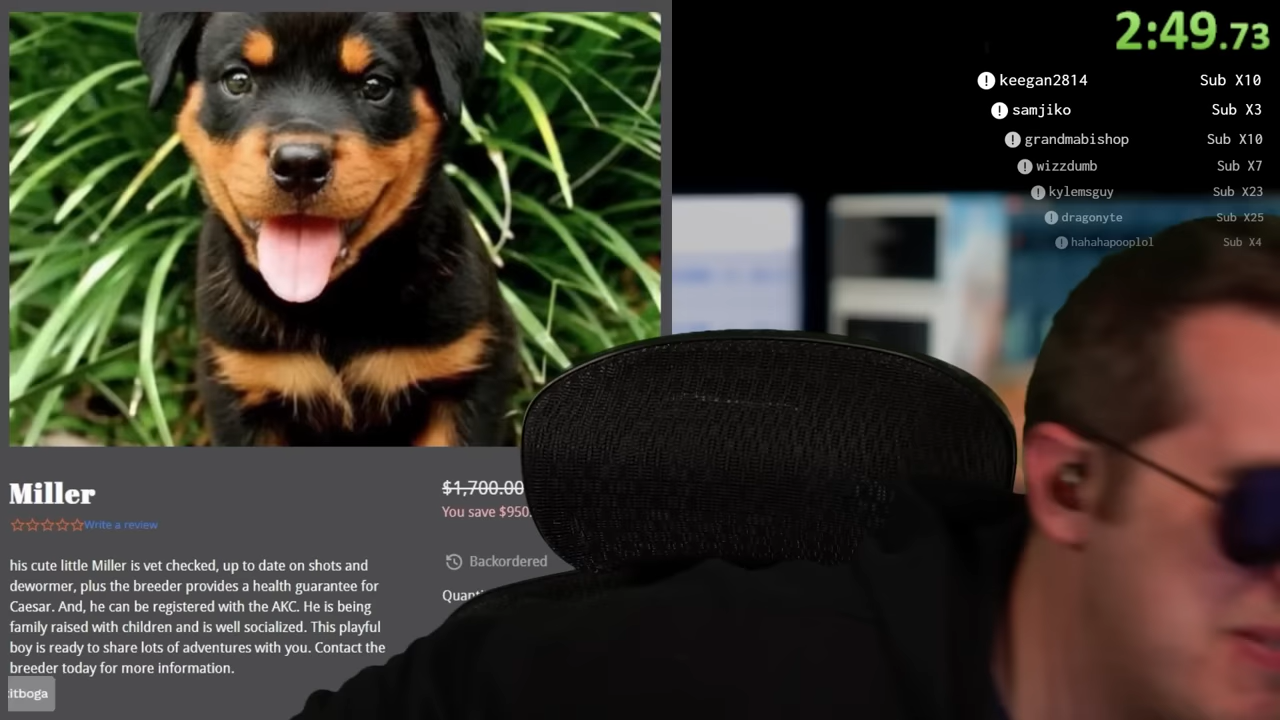 2:49.73
keegan2814 Sub X10
samjiko Sub X3
grandmabishop Sub X10
wizzdumb Sub X7
kylemsguy Sub X23
dragonyte Sub X25
hahahapooplol Sub X4
Miller
Write a review
his cute little Miller is vet checked, up to date on shots and
dewormer, plus the breeder provides a health guarantee for
Caesar. And, he can be registered with the AKC. He is being
family raised with children and is well socialized. This playful
boy is ready to share lots of adventures with you. Contact the
breeder today for more information.
$1,700.00
You save $950.
Backordered
Quanti
itboga